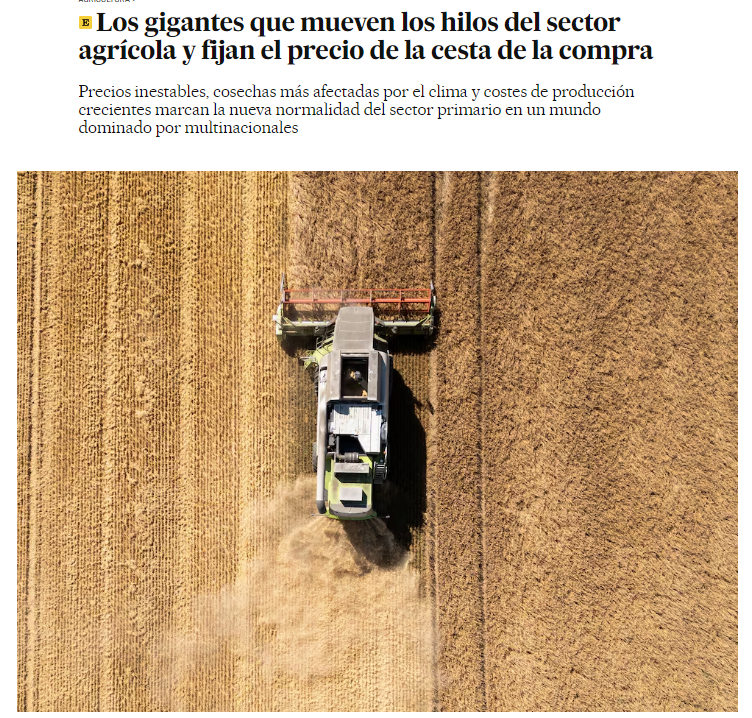 AGRICULTURA >
E Los gigantes que mueven los hilos del sector
agrícola y fijan el precio de la cesta de la compra
Precios inestables, cosechas más afectadas por el clima y costes de producción
crecientes marcan la nueva normalidad del sector primario en un mundo
dominado por multinacionales